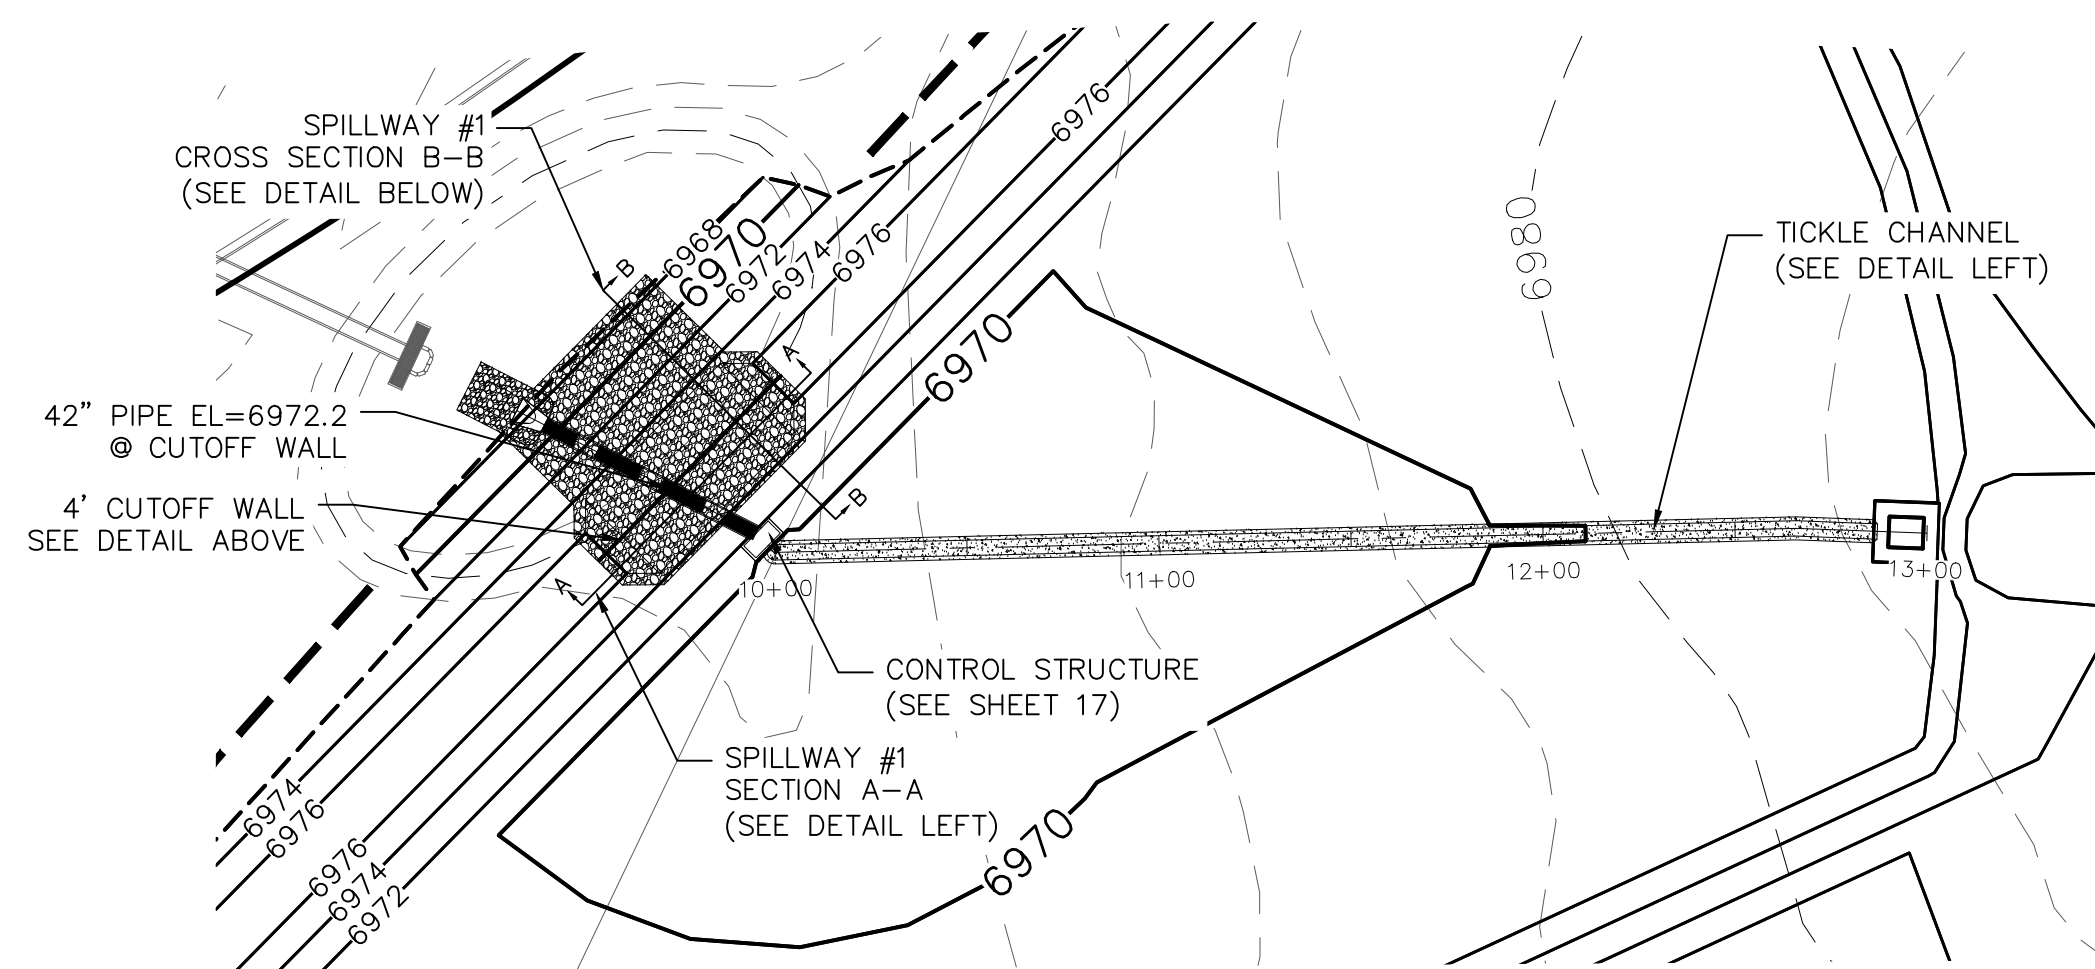 SPILLWAY #1
CROSS SECTION B-B
(SEE DETAIL BELOW)
6976
6980
TICKLE CHANNEL
(SEE DETAIL LEFT)
B
6968
6970
6972
6974
6976
A
6970
42" PIPE EL=6972.2
@ CUTOFF WALL
4' CUTOFF WALL
SEE DETAIL ABOVE
B
A
10+00
11+00
12+00
13+00
CONTROL STRUCTURE
(SEE SHEET 17)
SPILLWAY #1
SECTION A-A
(SEE DETAIL LEFT)
6970
6974
6976
6976
6974
6972